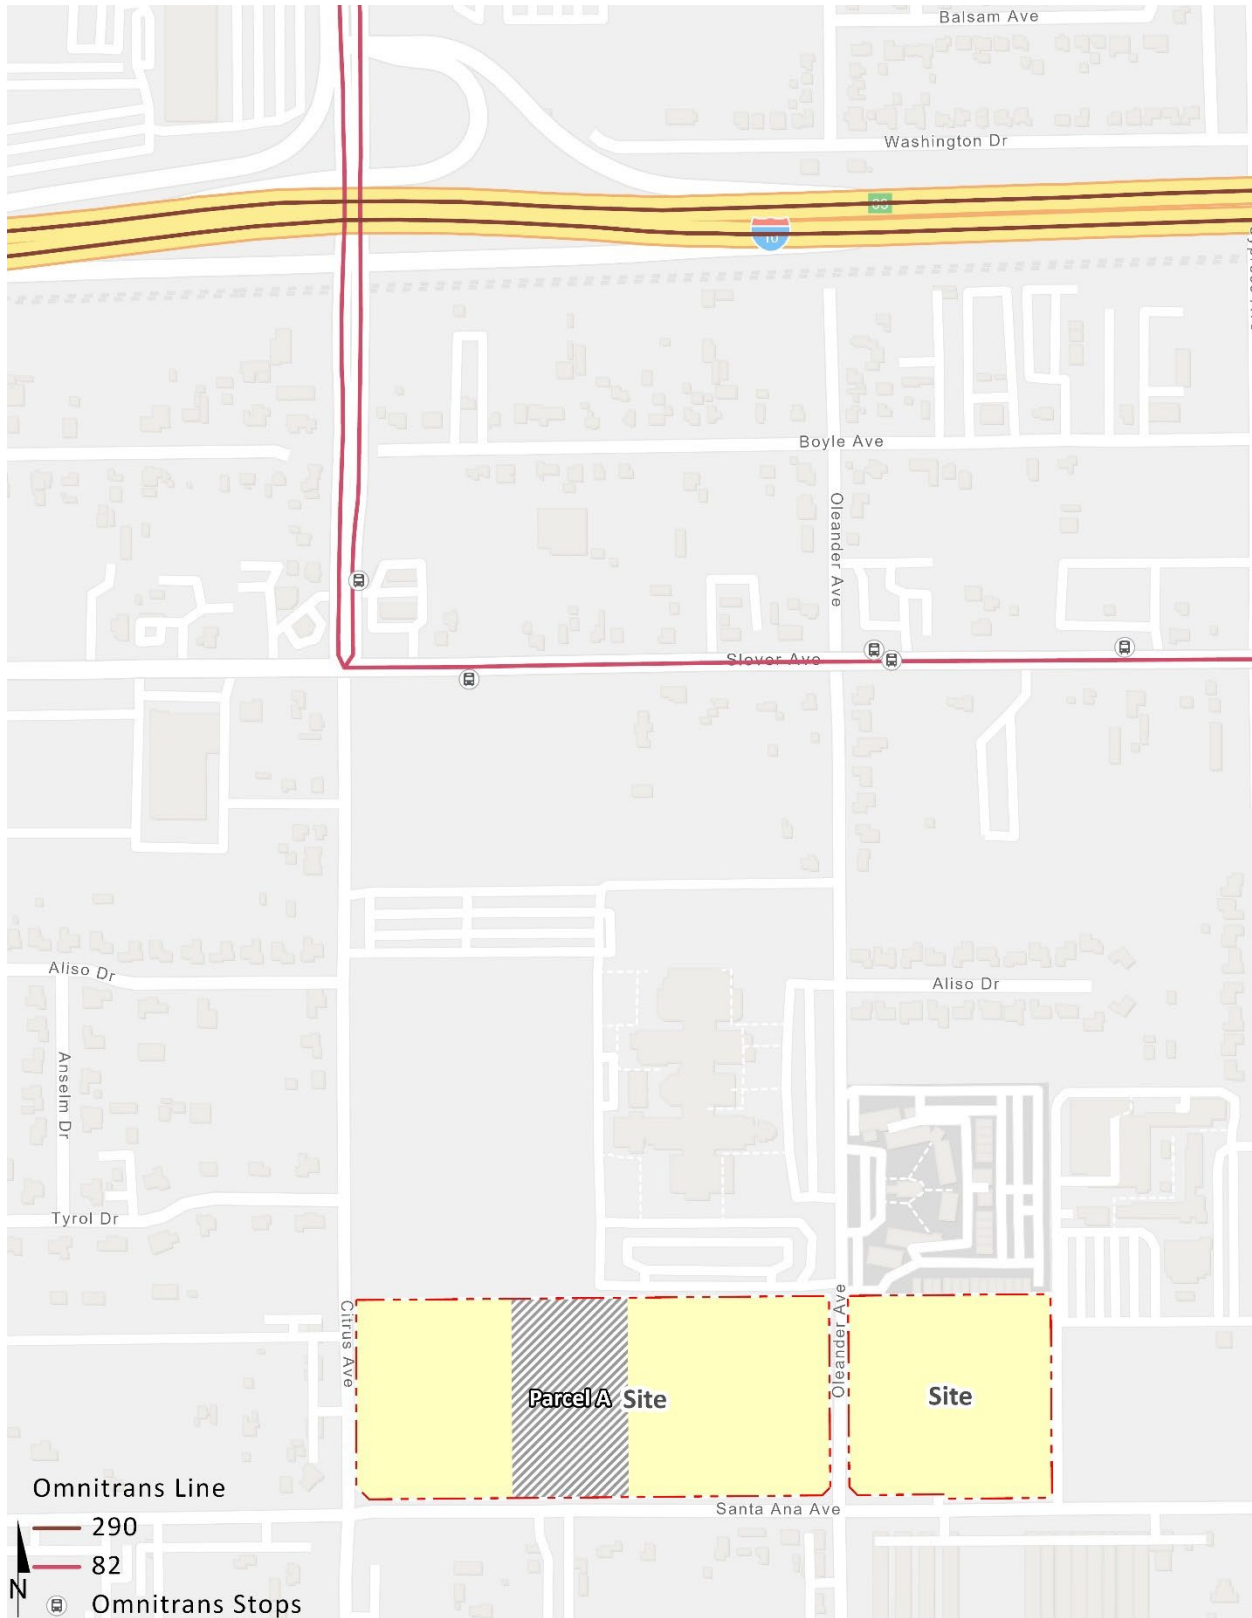 Balsam Ave
Washington Dr
10
Boyle Ave
Oleander Ave
Slover Ave
Aliso Dr
Aliso Dr
Anselm Dr
Tyrol Dr
Citrus Ave
Oleander Ave
Parcel A
Site
Site
Santa Ana Ave
Omnitrans Line
290
82
N
Omnitrans Stops